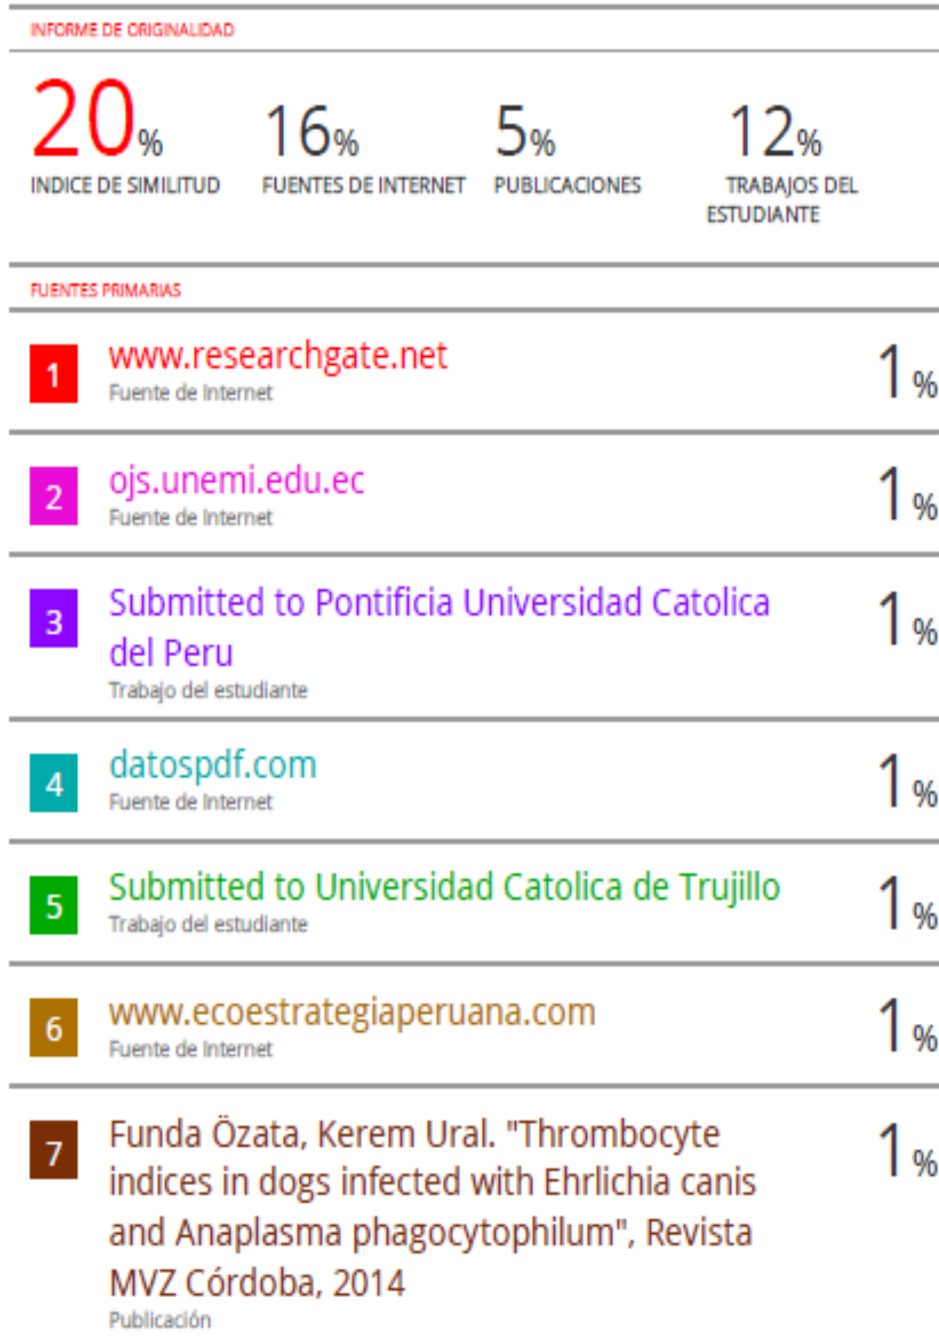 INFORME DE ORIGINALIDAD
20%
16%
5%
12%
INDICE DE SIMILITUD
FUENTES DE INTERNET
PUBLICACIONES
TRABAJOS DEL
ESTUDIANTE
FUENTES PRIMARIAS
1
www.researchgate.net
1%
Fuente de Internet
2
ojs.unemi.edu.ec
1%
Fuente de Internet
3
Submitted to Pontificia Universidad Catolica
del Peru
1%
Trabajo del estudiante
4
datospdf.com
1%
Fuente de Internet
5
Submitted to Universidad Catolica de Trujillo
1%
Trabajo del estudiante
6
www.ecoestrategiaperuana.com
1%
Fuente de Internet
7
Funda Özata, Kerem Ural. "Thrombocyte
indices in dogs infected with Ehrlichia canis
and Anaplasma phagocytophilum", Revista
MVZ Córdoba, 2014
1%
Publicación